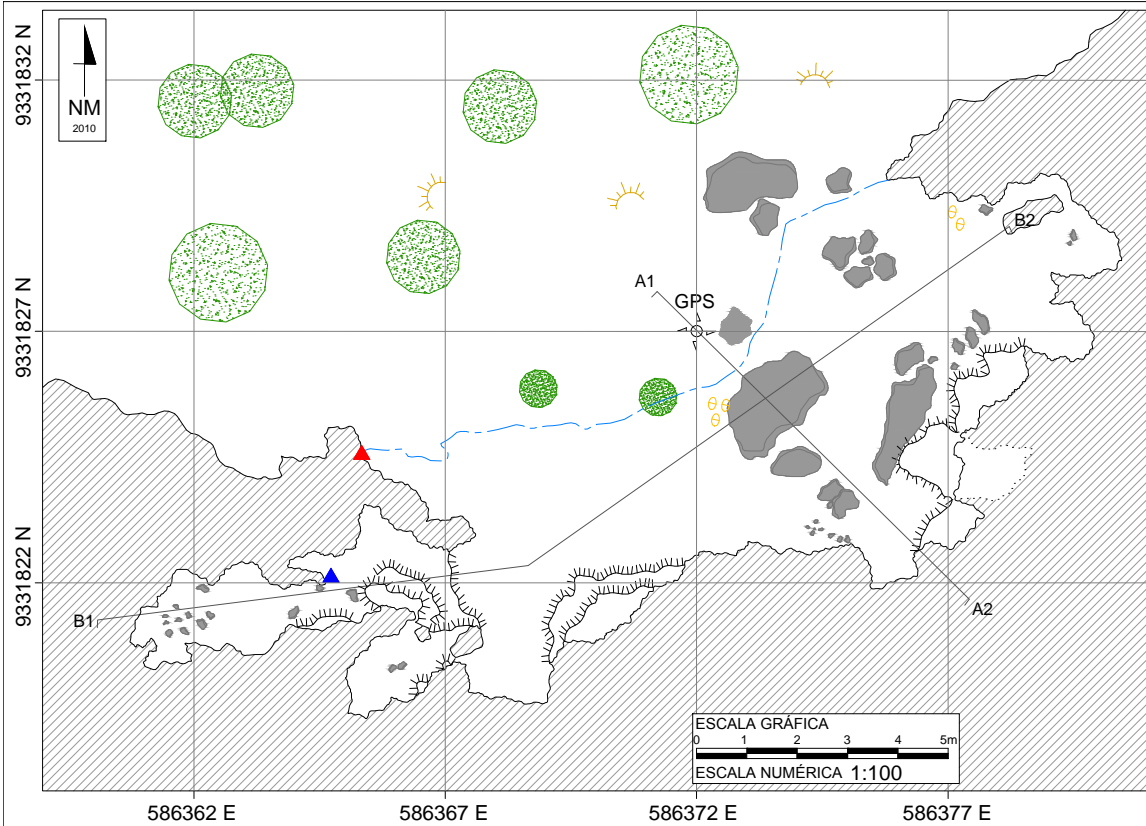 NM
2010
9331832 N
9331827 N
9331822 N
A1
GPS
B2
B1
A2
ESCALA GRÁFICA
0 1 2 3 4 5m
ESCALA NUMÉRICA 1:100
586362 E 586367 E 586372 E 586377 E